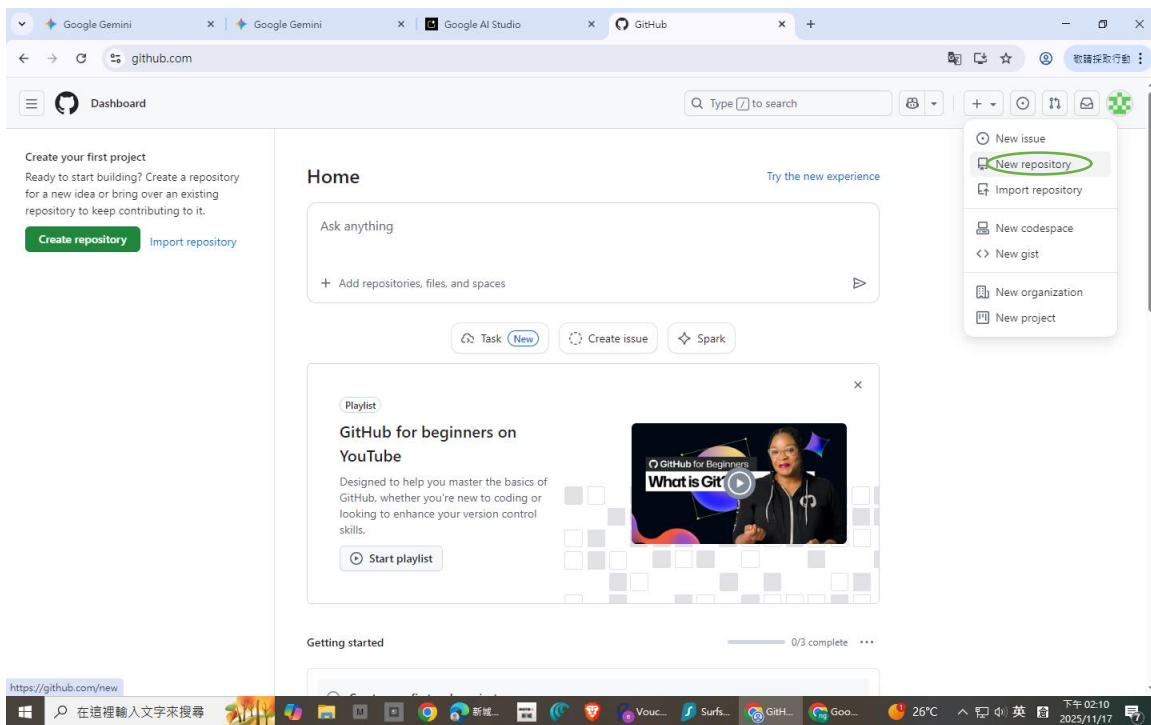 Google Gemini
Google Gemini
Google AI Studio
GitHub
github.com
敬請採取行動
Dashboard
Type / to search
New issue
New repository
Import repository
New codespace
New gist
New organization
New project
Create your first project
Ready to start building? Create a repository
for a new idea or bring over an existing
repository to keep contributing to it.
Create repository
Import repository
Home
Try the new experience
Ask anything
Add repositories, files, and spaces
Task New
Create issue
Spark
Playlist
GitHub for beginners on
YouTube
Designed to help you master the basics of
GitHub, whether you're new to coding or
looking to enhance your version control
skills.
Start playlist
GitHub for Beginners
What is Git?
Getting started
0/3 complete
https://github.com/new
在這裡輸入文字來搜尋
新城...
Vouc...
Surfs...
GitH...
Goo...
26°C
英
下午 02:10
2025/11/17